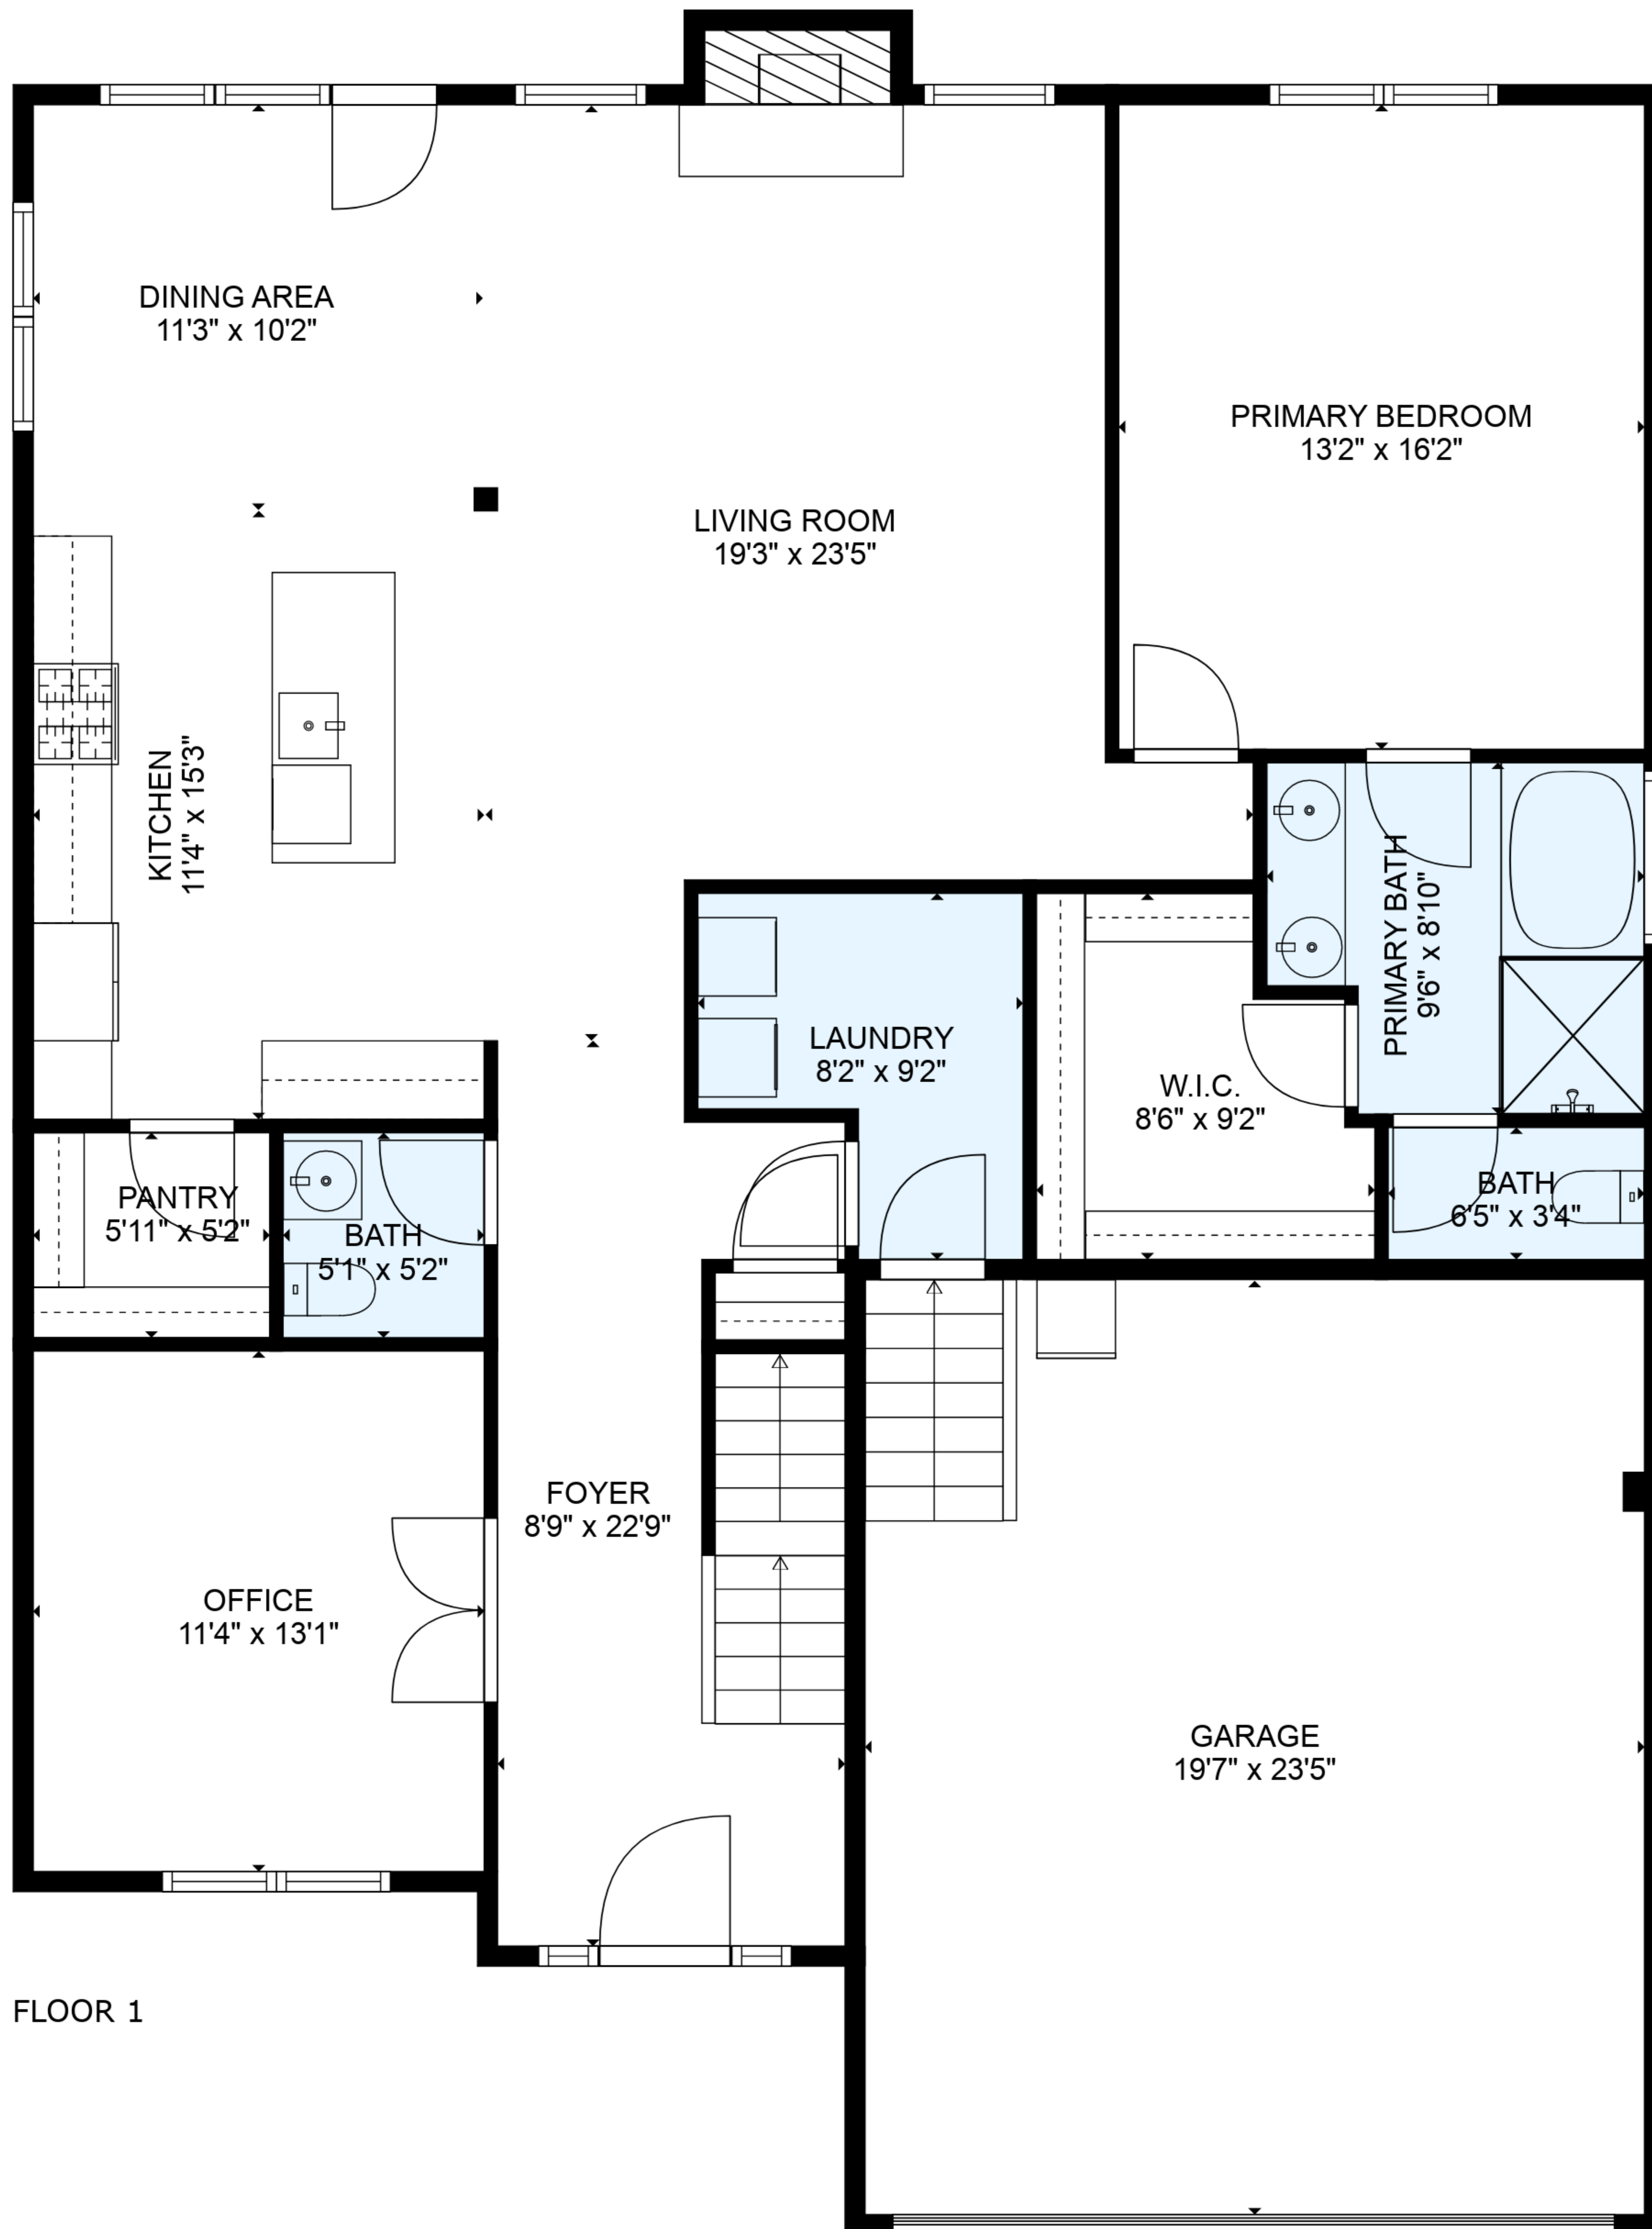 DINING AREA
11'3" x 10'2"
PRIMARY BEDROOM
13'2" x 16'2"
LIVING ROOM
19'3" x 23'5"
KITCHEN
11'4" x 15'3"
PRIMARY BATH
9'6" x 8'10"
LAUNDRY
8'2" x 9'2"
W.I.C.
8'6" x 9'2"
PANTRY
5'11" x 5'2"
BATH
5'1" x 5'2"
BATH
6'5" x 3'4"
FOYER
8'9" x 22'9"
OFFICE
11'4" x 13'1"
GARAGE
19'7" x 23'5"
FLOOR 1